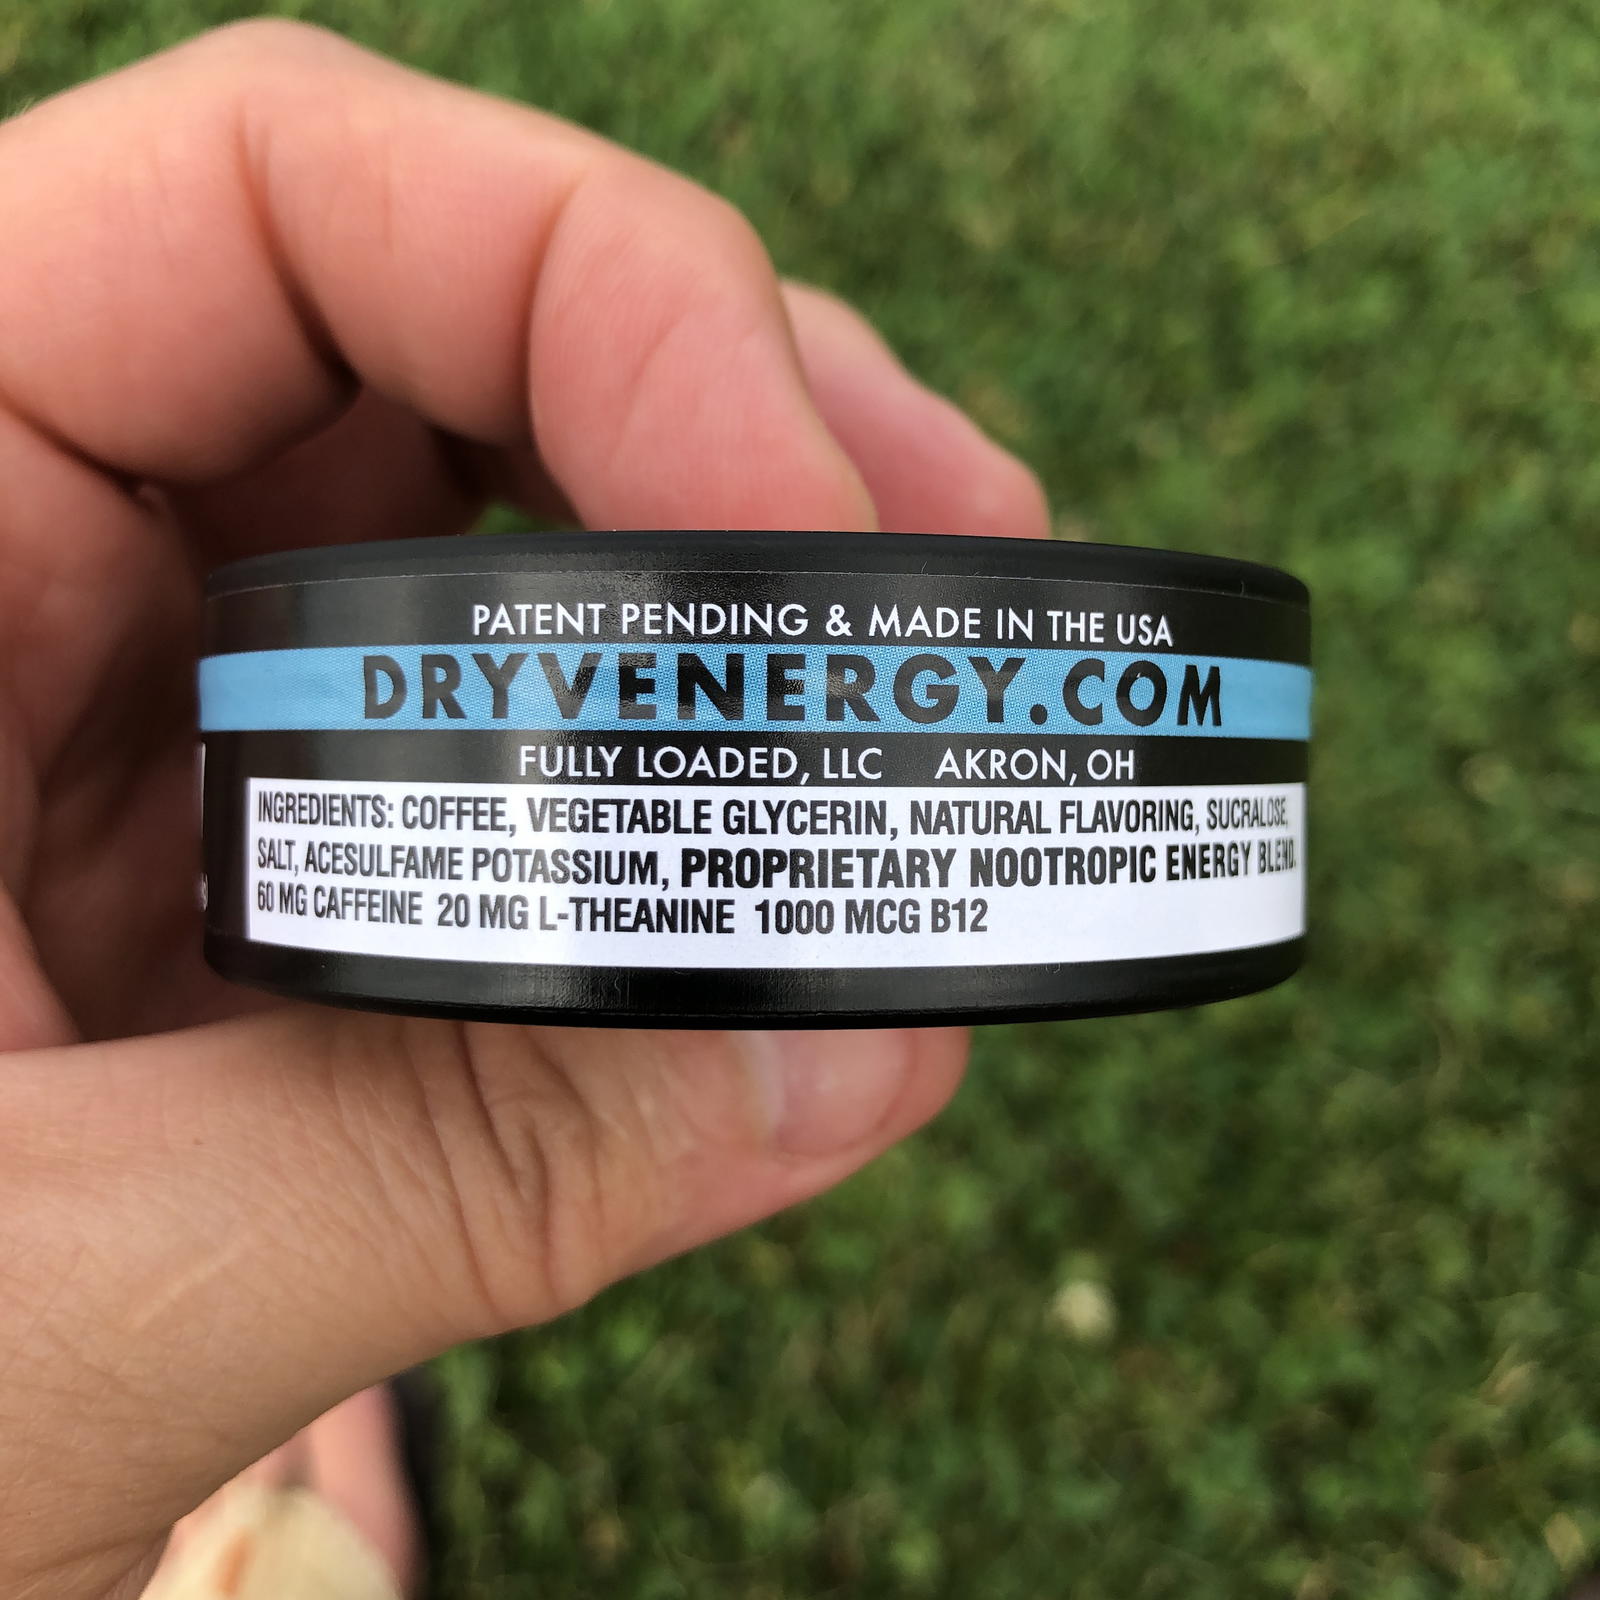 PATENT PENDING & MADE IN THE USA
DRYVENERGY.COM
FULLY LOADED, LLC AKRON, OH
INGREDIENTS: COFFEE, VEGETABLE GLYCERIN, NATURAL FLAVORING, SUCRALOSE,
SALT, ACESULFAME POTASSIUM, PROPRIETARY NOOTROPIC ENERGY BLEND.
60 MG CAFFEINE 20 MG L-THEANINE 1000 MCG B12